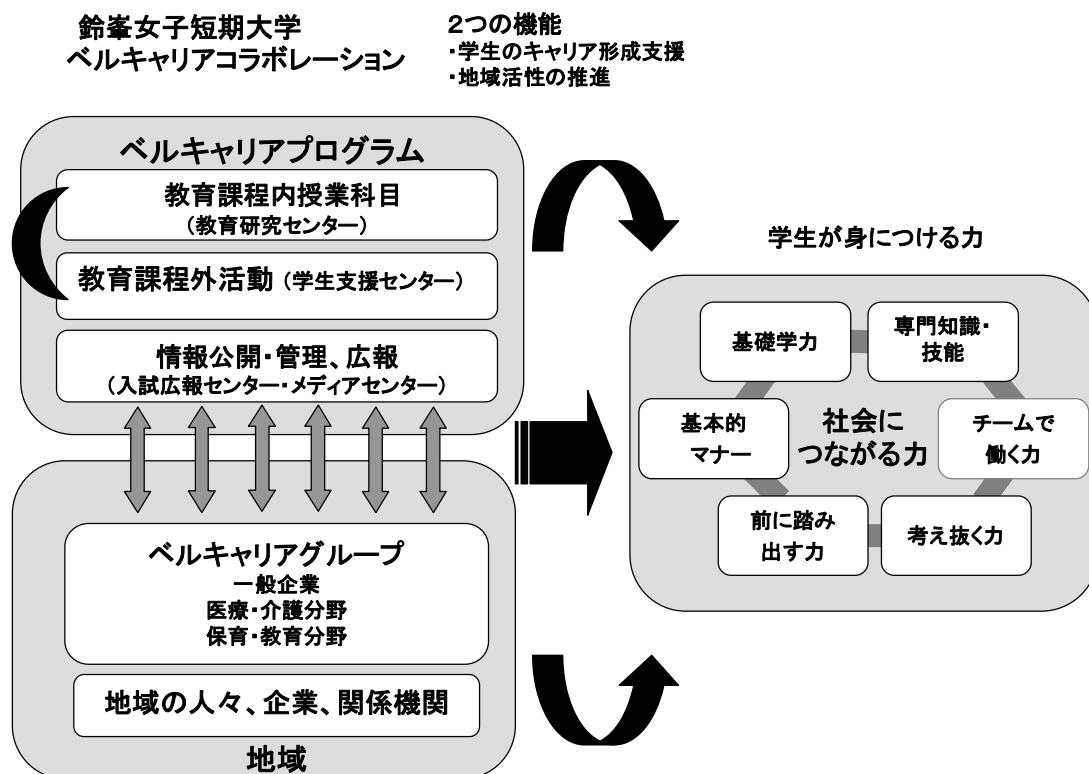 鈴峯女子短期大学
ベルキャリアコラボレーション
2つの機能
・学生のキャリア形成支援
・地域活性の推進
ベルキャリアプログラム
教育課程内授業科目
(教育研究センター)
教育課程外活動(学生支援センター)
情報公開・管理、広報
(入試広報センター・メディアセンター)
ベルキャリアグループ
一般企業
医療・介護分野
保育・教育分野
地域の人々、企業、関係機関
地域
学生が身につける力
基礎学力
専門知識・
技能
基本的
マナー
社会に
つながる力
チームで
働く力
前に踏み
出す力
考え抜く力